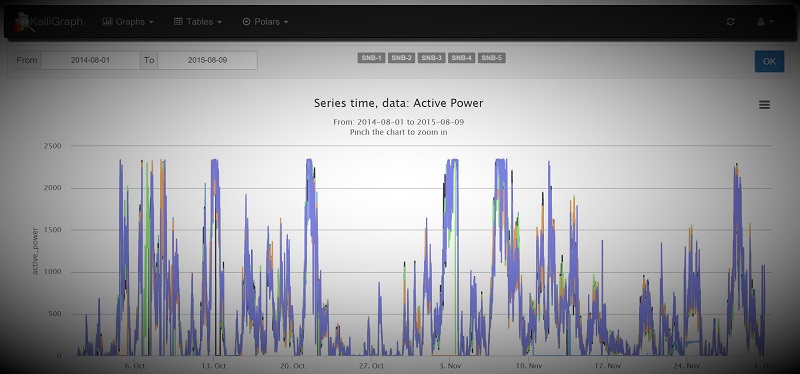 KalliGraph Graphs Tables Polars
From 2014-08-01 To 2015-08-09 SNB-1 SNB-2 SNB-3 SNB-4 SNB-5 OK
Series time, data: Active Power
From: 2014-08-01 to 2015-08-09
Pinch the chart to zoom in
active_power
2500
2000
1500
1000
500
0
6. Oct 13. Oct 20. Oct 27. Oct 3. Nov 10. Nov 17. Nov 24. Nov 1. Dec